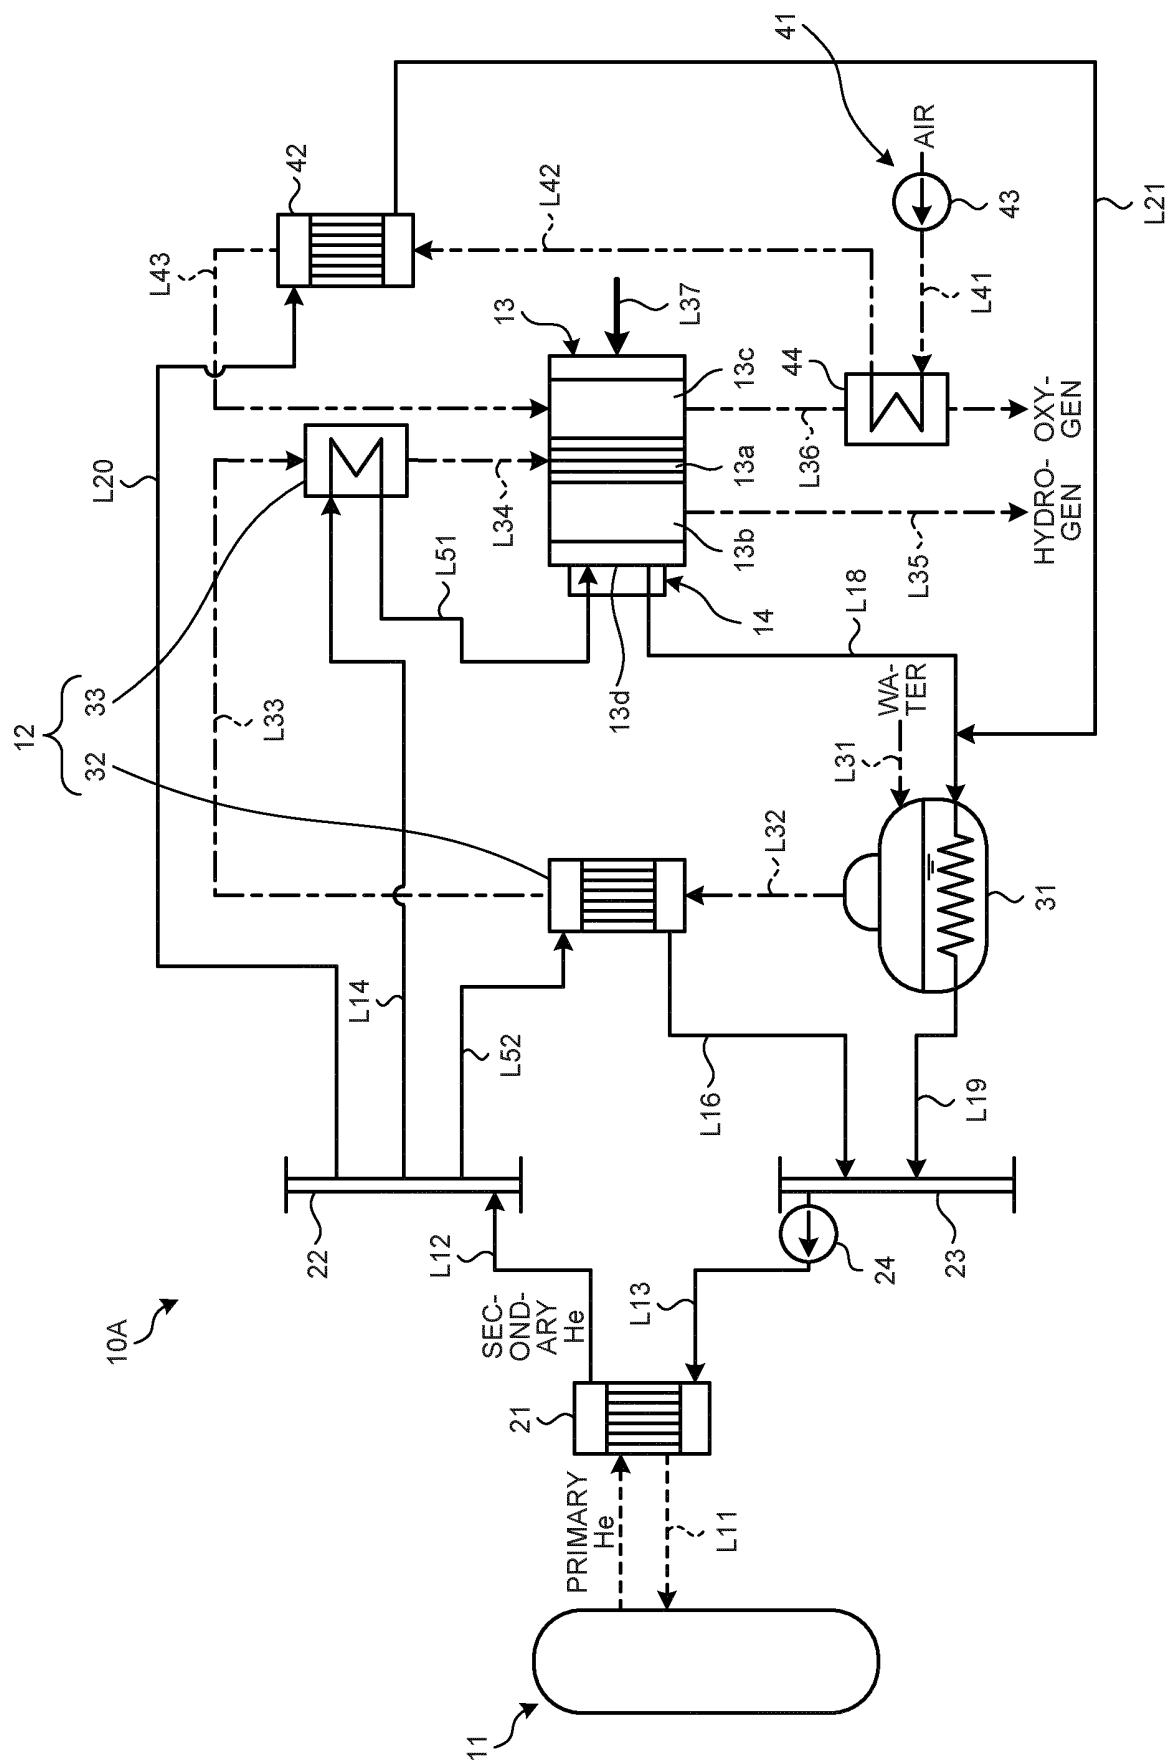 12
32
33
L20
10A
L43
L33
42
22
L14
L12
L51
11
SEC-
OND-
ARY
He
L52
L34
13
21
L42
PRIMARY
He
13d
L13
L37
L16
L11
13b
13a
13c
14
L32
41
44
L36
L31
L18
WA-
TER
24
L35
AIR
23
L19
L41
43
31
HYDRO-
GEN
OXY-
GEN
L21